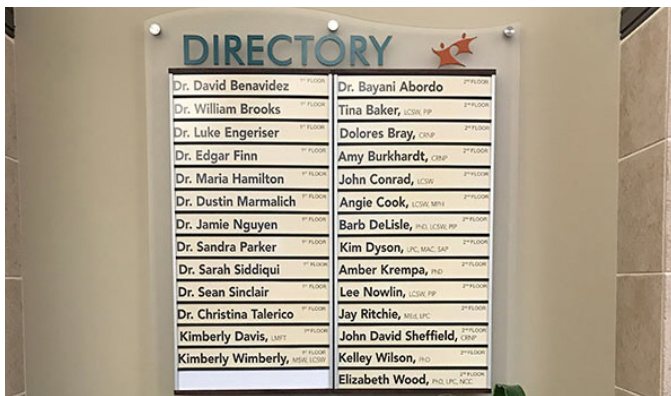 DIRECTORY
Dr. David Benavidez 1ST FLOOR
Dr. William Brooks 1ST FLOOR
Dr. Luke Engeriser 1ST FLOOR
Dr. Edgar Finn 1ST FLOOR
Dr. Maria Hamilton 1ST FLOOR
Dr. Dustin Marmalich 1ST FLOOR
Dr. Jamie Nguyen 1ST FLOOR
Dr. Sandra Parker 1ST FLOOR
Dr. Sarah Siddiqui 1ST FLOOR
Dr. Sean Sinclair 1ST FLOOR
Dr. Christina Talerico 1ST FLOOR
Kimberly Davis, LMFT 1ST FLOOR
Kimberly Wimberly, MSW, LCSW 1ST FLOOR
Dr. Bayani Abordo 2ND FLOOR
Tina Baker, LCSW, PIP 2ND FLOOR
Dolores Bray, CRNP 2ND FLOOR
Amy Burkhardt, CRNP 2ND FLOOR
John Conrad, LCSW 2ND FLOOR
Angie Cook, LCSW, MPH 2ND FLOOR
Barb DeLisle, PhD, LCSW, PIP 2ND FLOOR
Kim Dyson, LPC, MAC, SAP 2ND FLOOR
Amber Krempa, PhD 2ND FLOOR
Lee Nowlin, LCSW, PIP 2ND FLOOR
Jay Ritchie, MEd, LPC 2ND FLOOR
John David Sheffield, CRNP 2ND FLOOR
Kelley Wilson, PhD 2ND FLOOR
Elizabeth Wood, PhD, LPC, NCC 2ND FLOOR